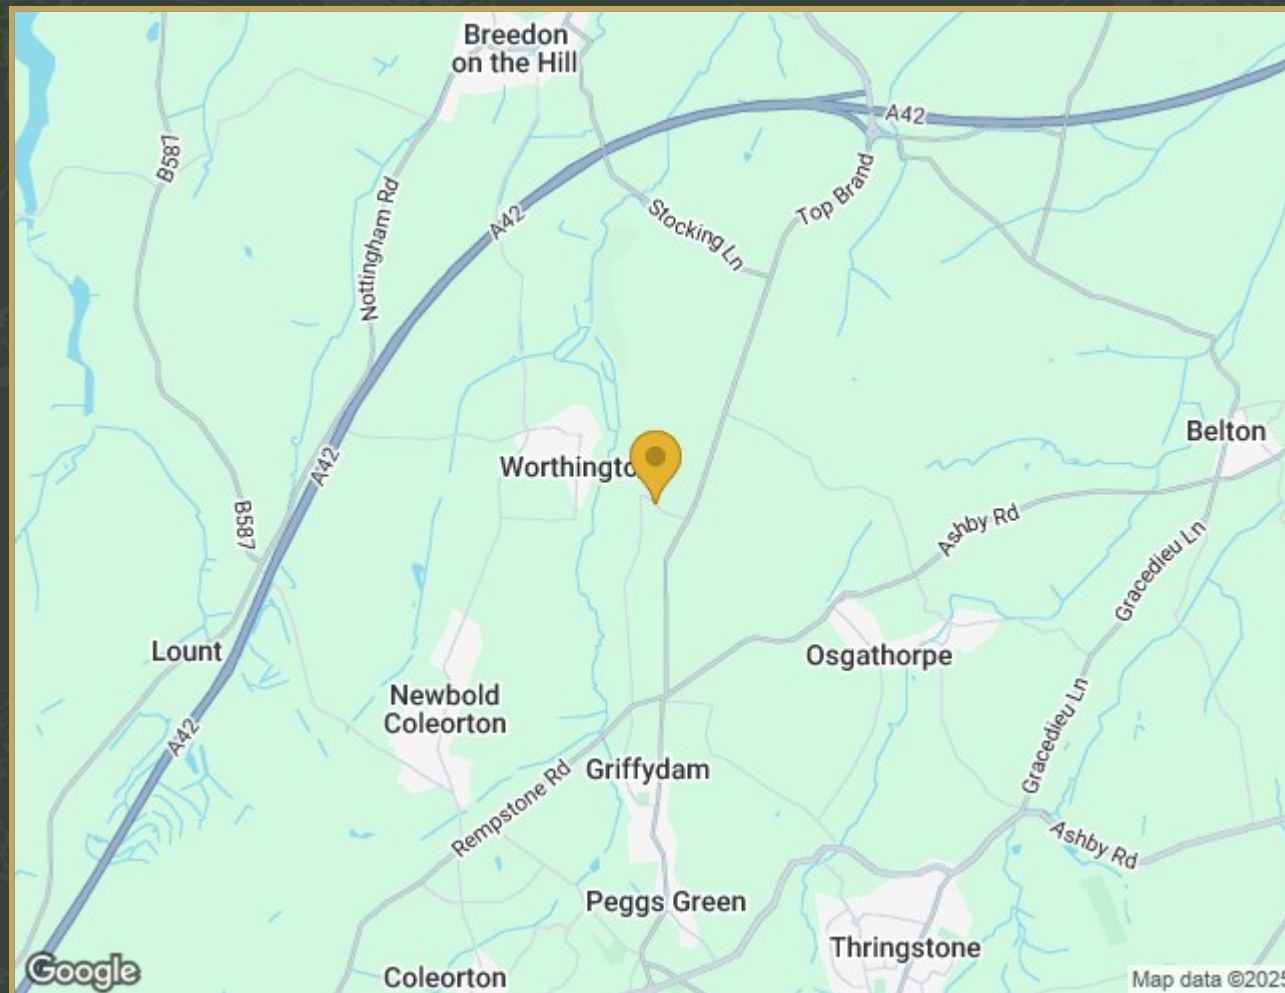 Breedon
on the Hill
A42
B587
Nottingham Rd
A42
Stocking Ln
Top Brand
Belton
Worthingto
A42
B587
Ashby Rd
Gracedieu Ln
Lount
Osgathorpe
Newbold
Coleorton
A42
Gracedieu Ln
Griffydam
Rempstone Rd
Ashby Rd
Peggs Green
Thringstone
Coleorton
Google
Map data ©2025